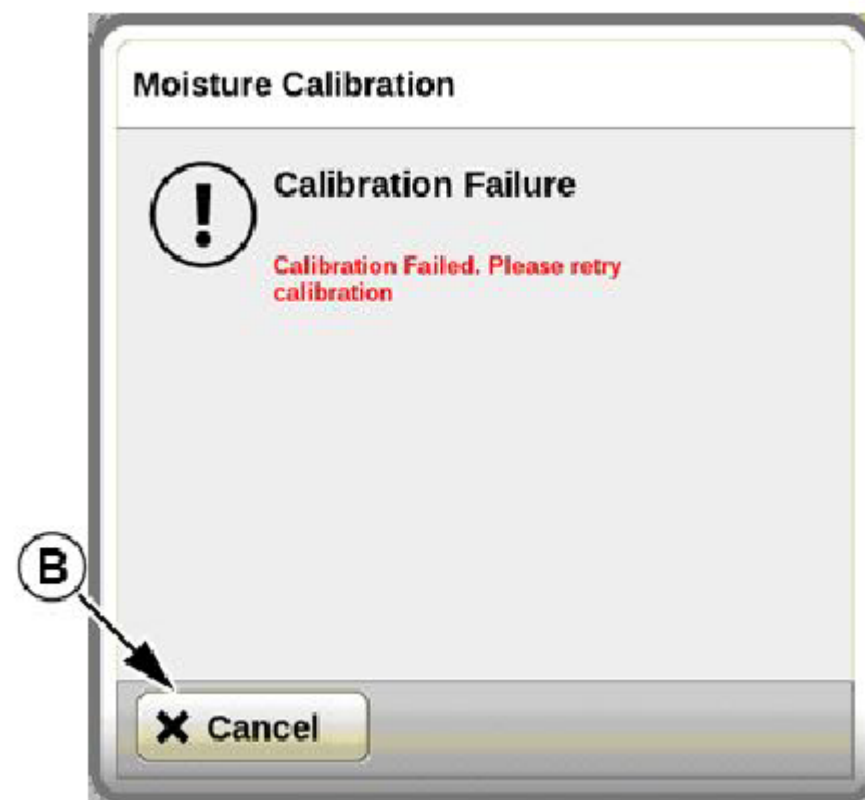 Moisture Calibration
!
Calibration Failure
Calibration Failed. Please retry
calibration
B
Cancel